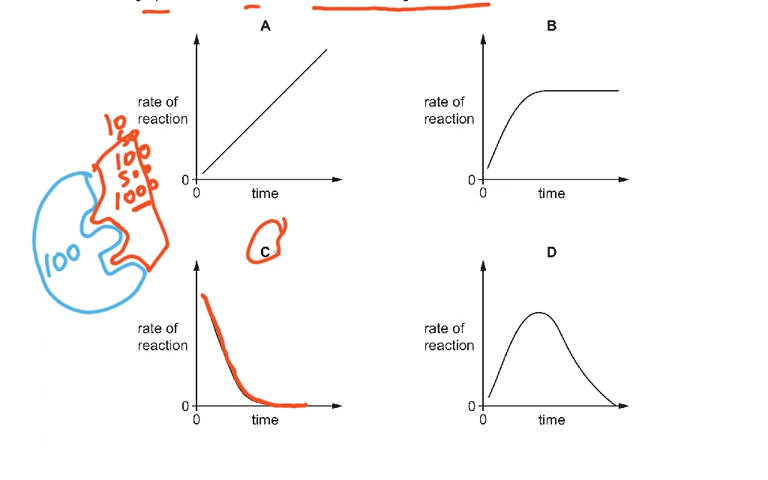 A
B
rate of
reaction
0
0
time
rate of
reaction
0
0
time
10
50
100
500
1000
100
C
D
rate of
reaction
0
0
time
rate of
reaction
0
0
time